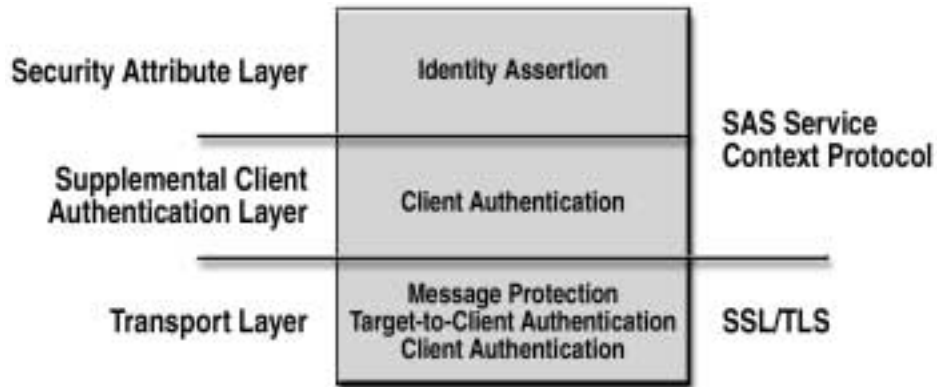 Security Attribute Layer
Identity Assertion
SAS Service
Context Protocol
Supplemental Client
Authentication Layer
Client Authentication
Transport Layer
Message Protection
Target-to-Client Authentication
Client Authentication
SSL/TLS